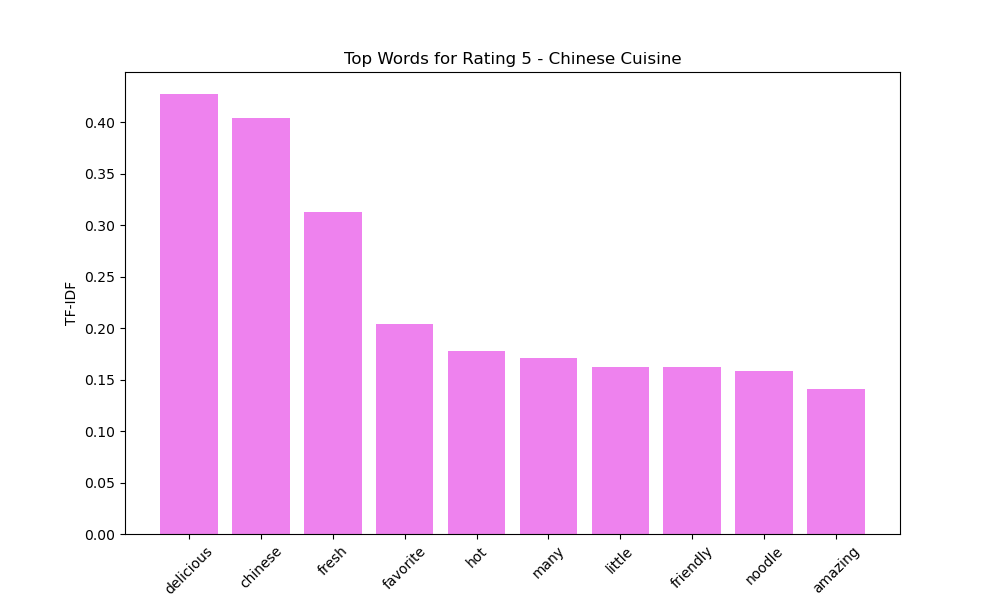 Top Words for Rating 5 - Chinese Cuisine
TF-IDF
0.40
0.35
0.30
0.25
0.20
0.15
0.10
0.05
0.00
delicious
chinese
fresh
favorite
hot
many
little
friendly
noodle
amazing